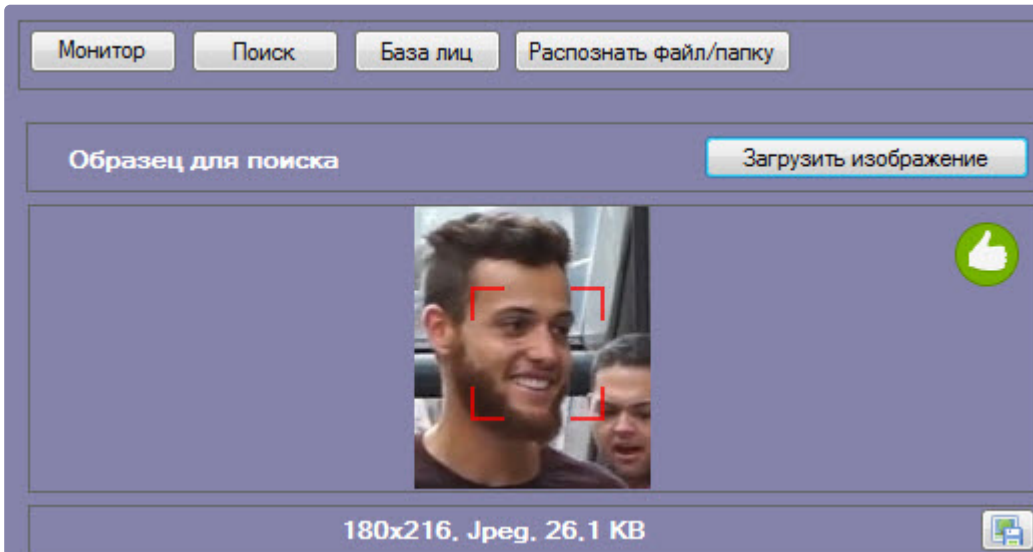 Монитор Поиск База лиц Распознать файл/папку
Образец для поиска Загрузить изображение
180x216, Jpeg, 26,1 KB